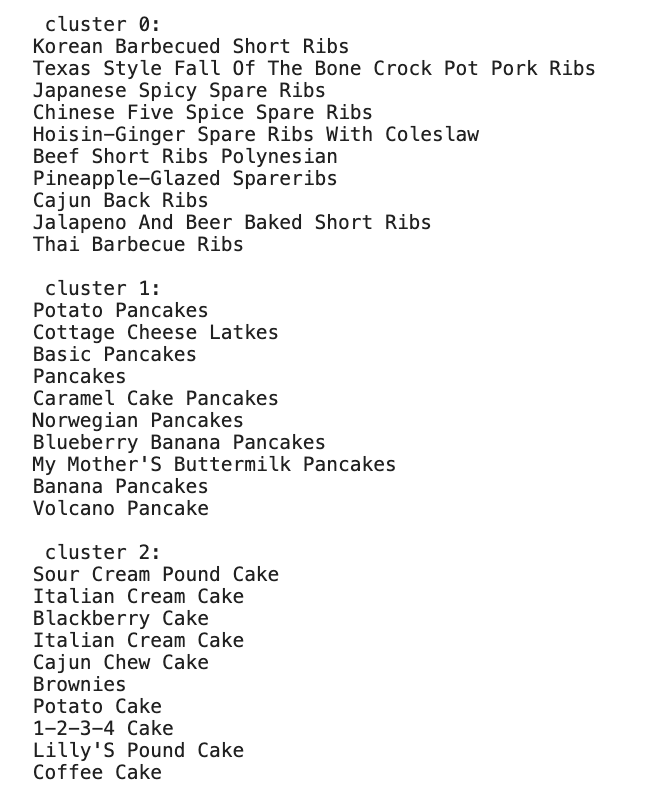 cluster 0:
Korean Barbecued Short Ribs
Texas Style Fall Of The Bone Crock Pot Pork Ribs
Japanese Spicy Spare Ribs
Chinese Five Spice Spare Ribs
Hoisin-Ginger Spare Ribs With Coleslaw
Beef Short Ribs Polynesian
Pineapple-Glazed Spareribs
Cajun Back Ribs
Jalapeno And Beer Baked Short Ribs
Thai Barbecue Ribs
cluster 1:
Potato Pancakes
Cottage Cheese Latkes
Basic Pancakes
Pancakes
Caramel Cake Pancakes
Norwegian Pancakes
Blueberry Banana Pancakes
My Mother'S Buttermilk Pancakes
Banana Pancakes
Volcano Pancake
cluster 2:
Sour Cream Pound Cake
Italian Cream Cake
Blackberry Cake
Italian Cream Cake
Cajun Chew Cake
Brownies
Potato Cake
1-2-3-4 Cake
Lilly'S Pound Cake
Coffee Cake